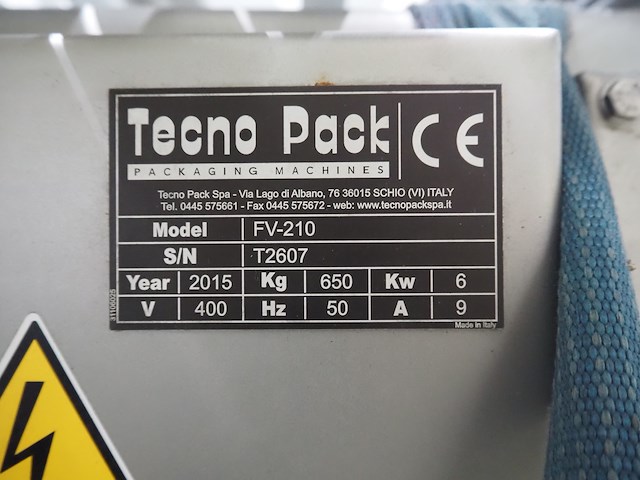 Tecno Pack CE
PACKAGING MACHINES
Tecno Pack Spa - Via Lago di Albano, 76 36015 SCHIO (VI) ITALY
Tel. 0445 575661 - Fax 0445 575672 - web: www.tecnopackspa.it
Model FV-210
S/N T2607
Year 2015 Kg 650 Kw 6
V 400 Hz 50 A 9
Made in Italy